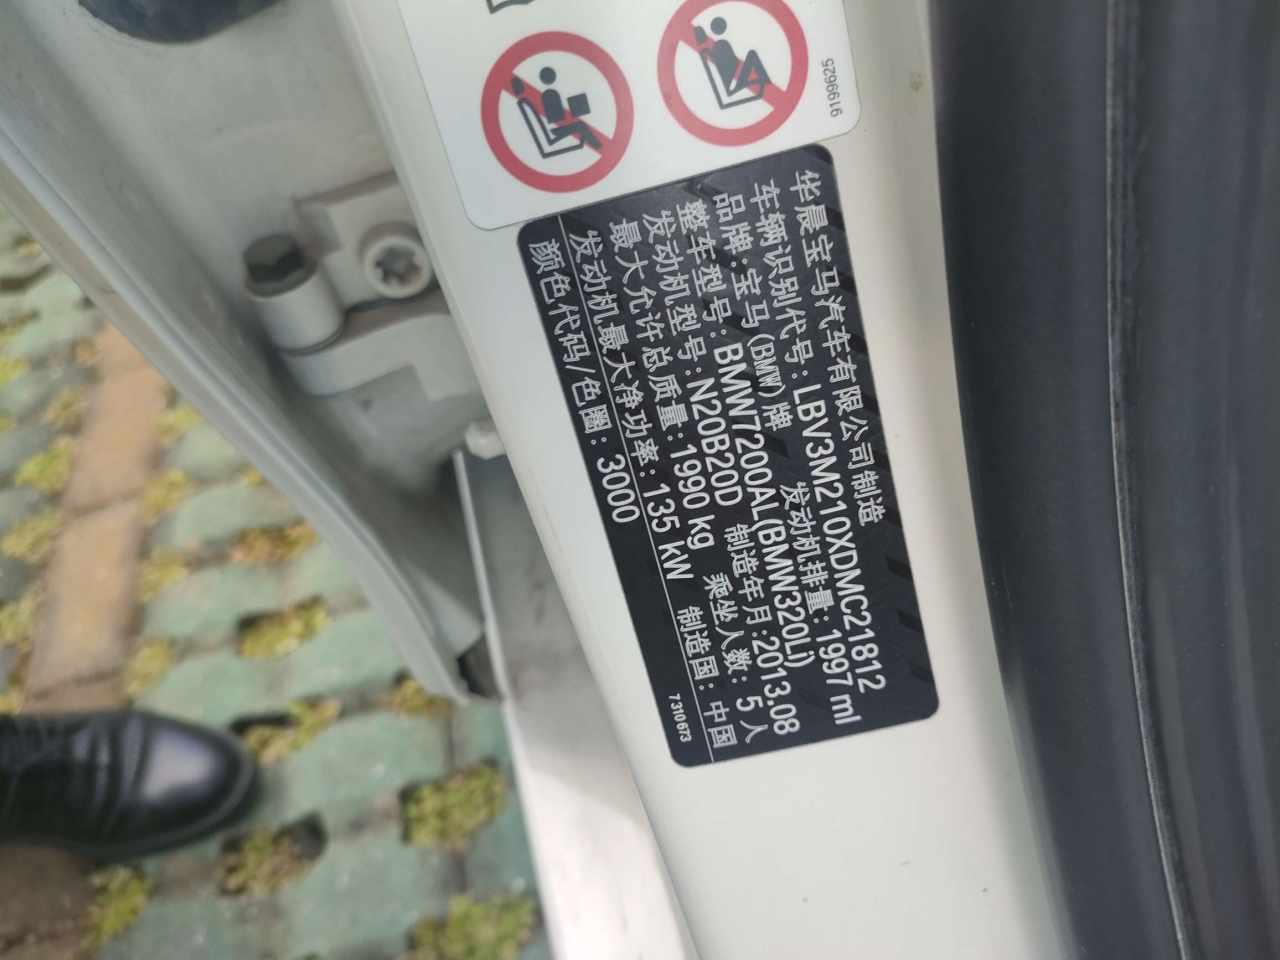 9199625
华晨宝马汽车有限公司制造
车辆识别代号: LBV3M210XDMC21812
品牌: 宝马(BMW)牌 发动机排量: 1997 ml
整车型号: BMW7200AL(BMW320Li)
发动机型号: N20B20D 制造年月: 2013.08
最大允许总质量: 1990 kg 乘坐人数: 5 人
发动机最大净功率: 135 kW 制造国: 中国
颜色代码/色圈: 3000 7310673